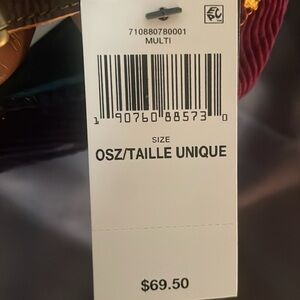 710880780001
MULTI
1 90760 88573 0
SIZE
OSZ/TAILLE UNIQUE
$69.50